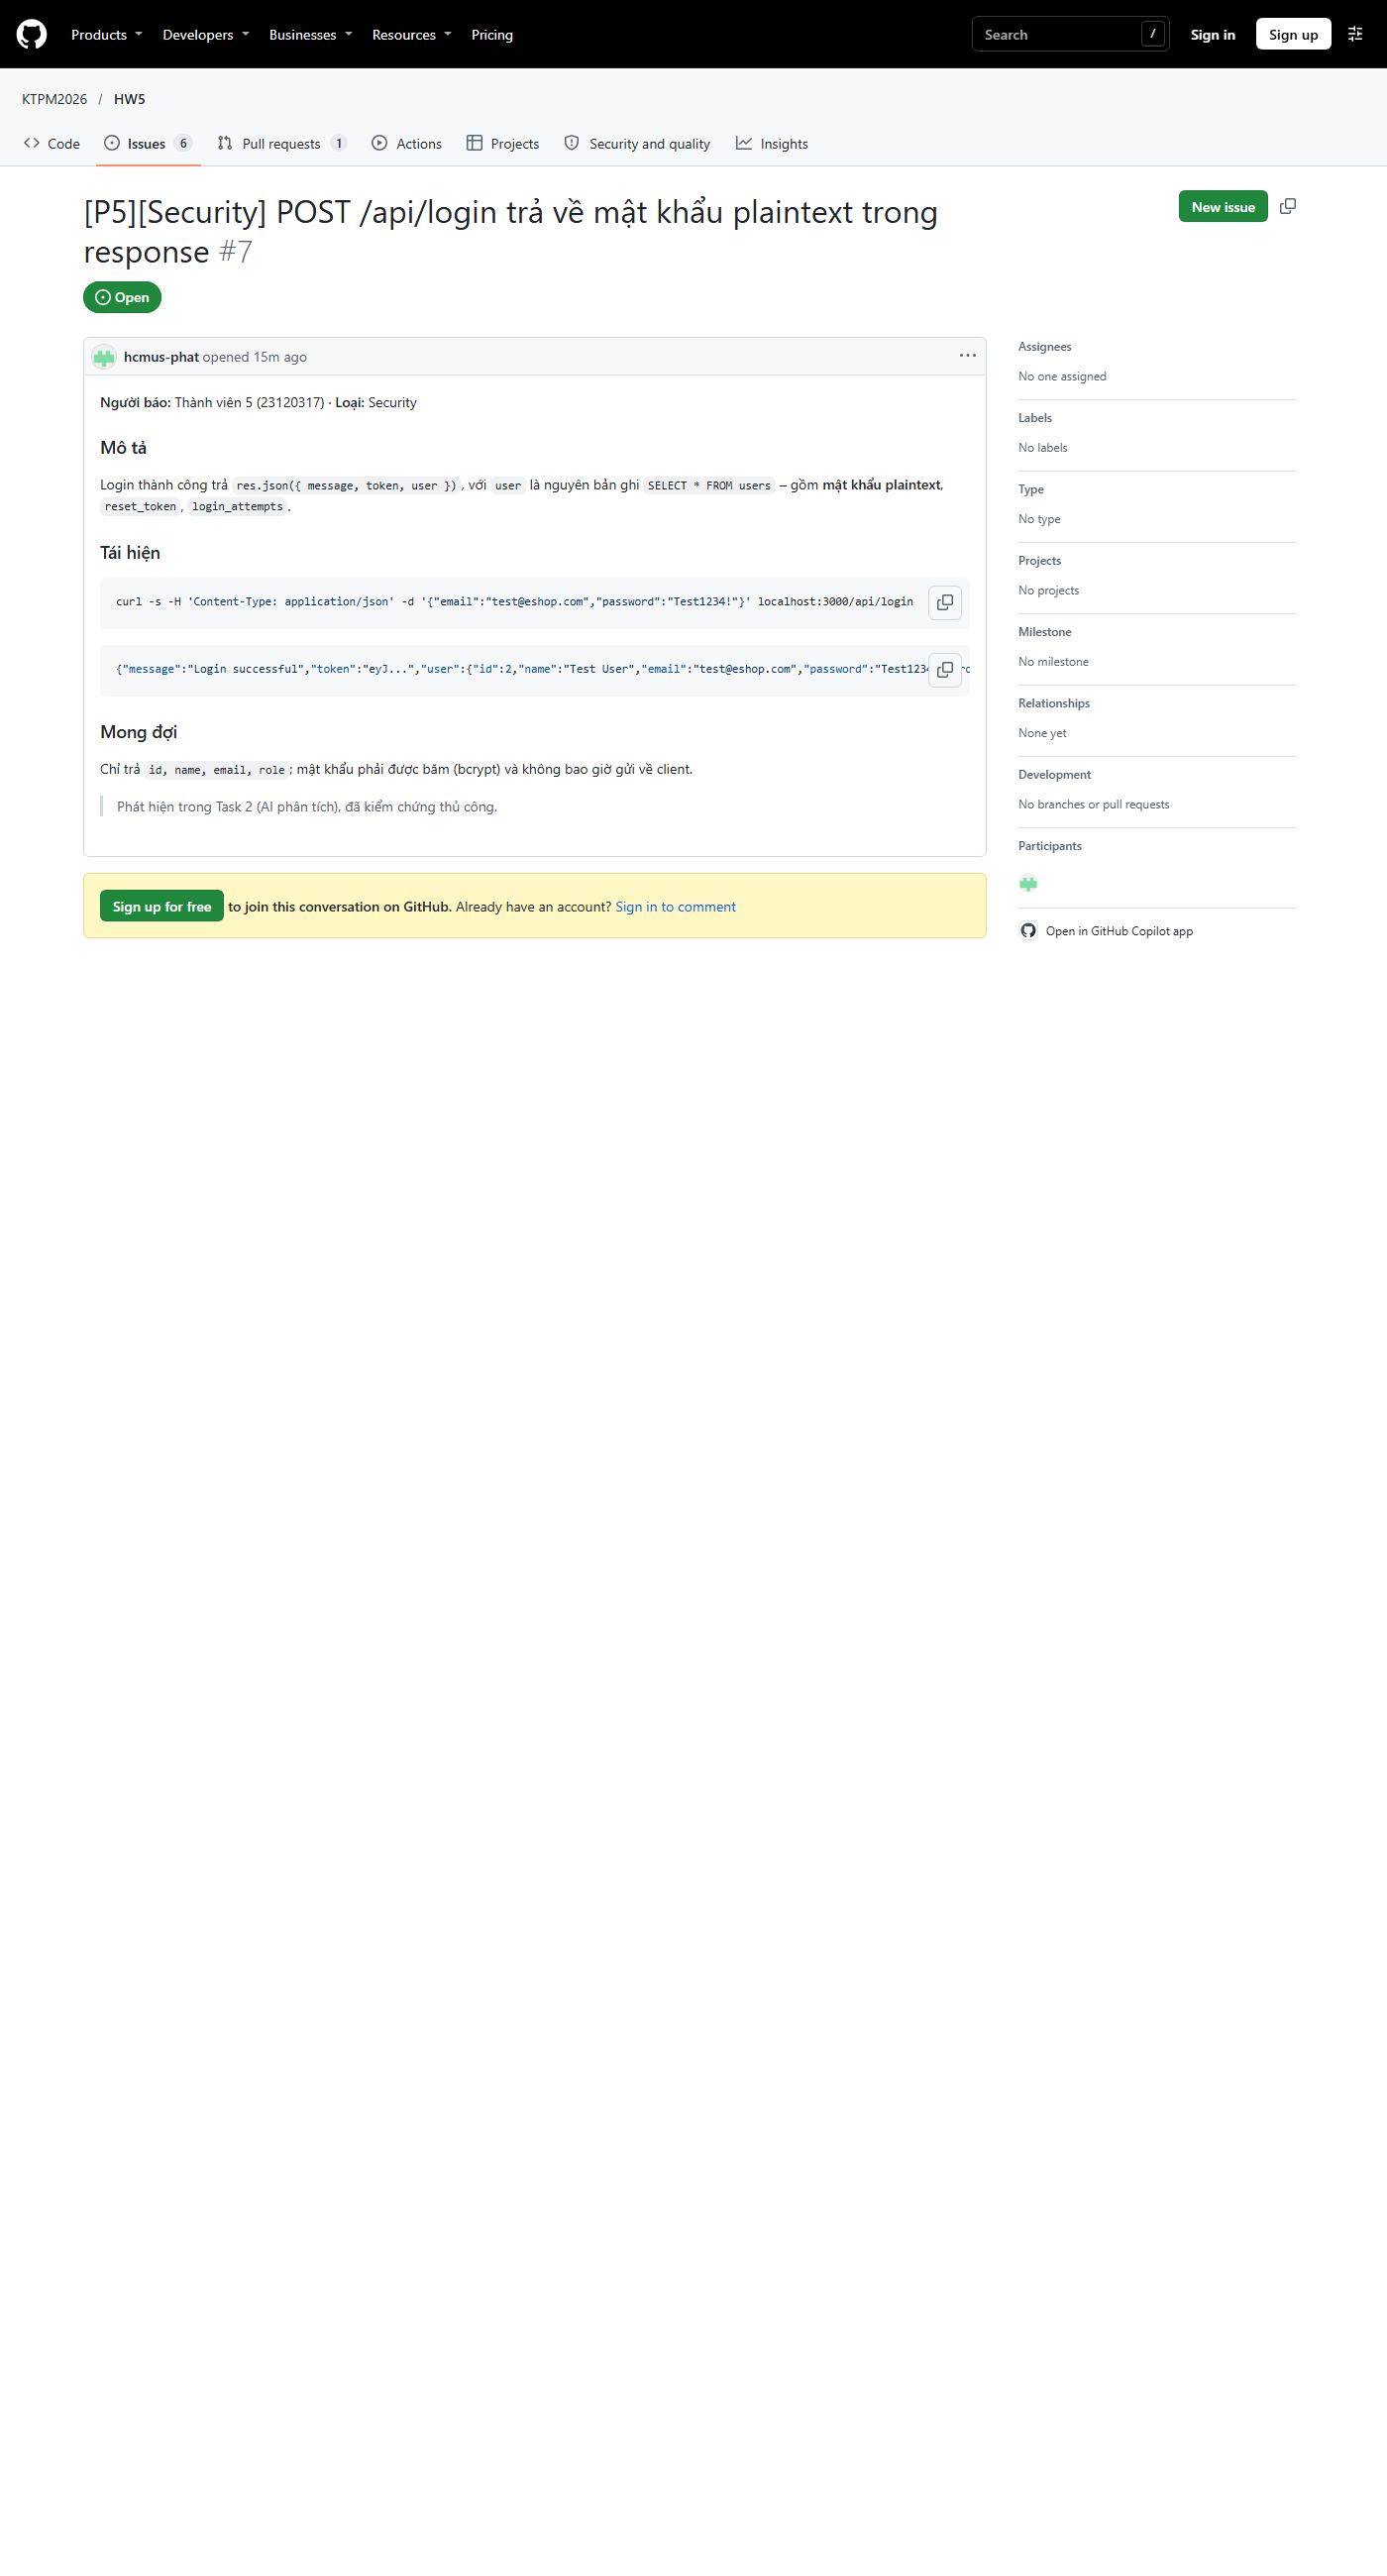 Products
Developers
Businesses
Resources
Pricing
Search
/
Sign in
Sign up
KTPM2026 / HW5
Code
Issues 6
Pull requests 1
Actions
Projects
Security and quality
Insights
[P5][Security] POST /api/login trả về mật khẩu plaintext trong
response #7
New issue
Open
hcmus-phat opened 15m ago
Người báo: Thành viên 5 (23120317) · Loại: Security
Mô tả
Login thành công trả res.json({ message, token, user }), với user là nguyên bản ghi SELECT * FROM users – gồm mật khẩu plaintext,
reset_token, login_attempts.
Tái hiện
curl -s -H 'Content-Type: application/json' -d '{"email":"test@eshop.com","password":"Test1234!"}' localhost:3000/api/login
{"message":"Login successful","token":"eyJ...","user":{"id":2,"name":"Test User","email":"test@eshop.com","password":"Test1234
Mong đợi
Chỉ trả id, name, email, role; mật khẩu phải được băm (bcrypt) và không bao giờ gửi về client.
Phát hiện trong Task 2 (AI phân tích), đã kiểm chứng thủ công.
Sign up for free to join this conversation on GitHub. Already have an account? Sign in to comment
Assignees
No one assigned
Labels
No labels
Type
No type
Projects
No projects
Milestone
No milestone
Relationships
None yet
Development
No branches or pull requests
Participants
Open in GitHub Copilot app